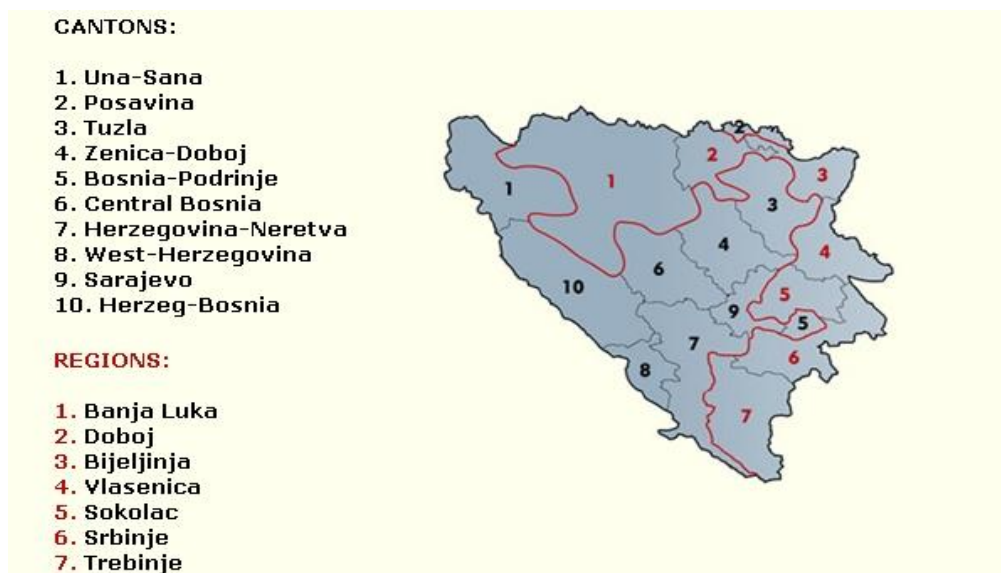 CANTONS:
1. Una-Sana
2. Posavina
3. Tuzla
4. Zenica-Doboj
5. Bosnia-Podrinje
6. Central Bosnia
7. Herzegovina-Neretva
8. West-Herzegovina
9. Sarajevo
10. Herzeg-Bosnia
REGIONS:
1. Banja Luka
2. Doboj
3. Bijeljinja
4. Vlasenica
5. Sokolac
6. Srbinje
7. Trebinje
2
2
1
1
3
3
4
4
6
10
5
9
5
7
6
8
7